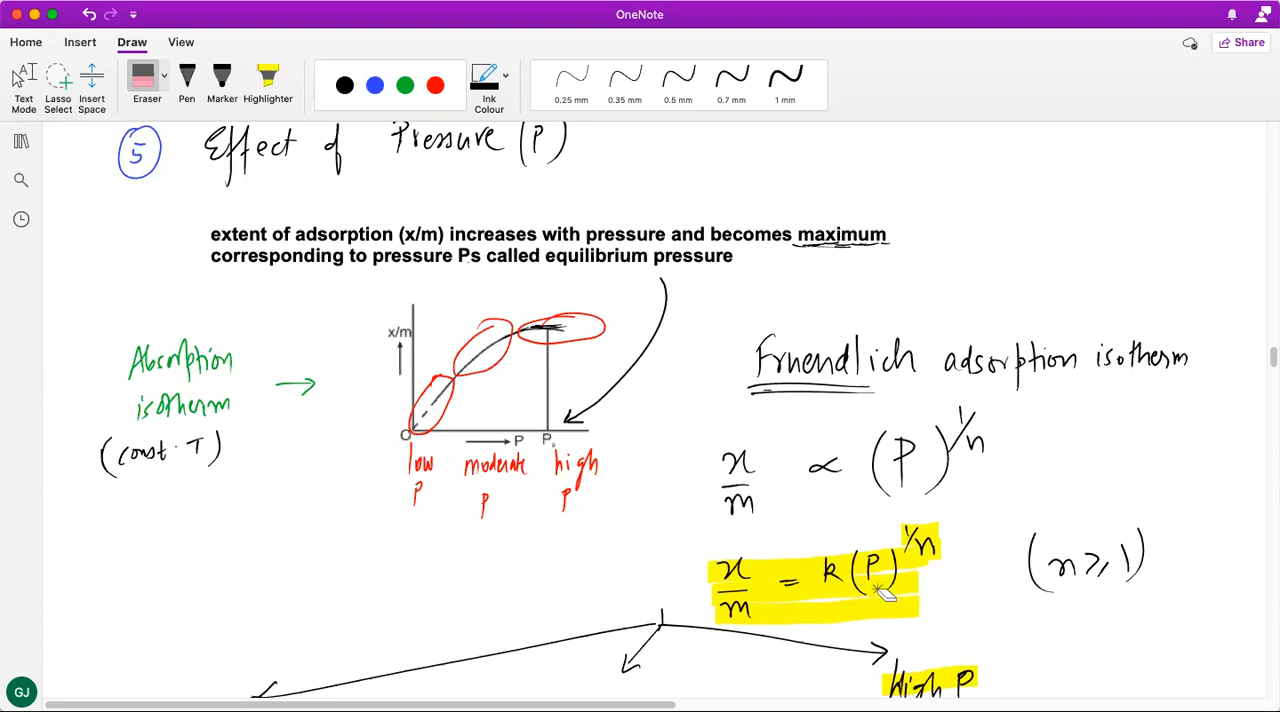 OneNote
Home Insert Draw View
Share
Text Mode
Lasso Select
Insert Space
Eraser
Pen
Marker
Highlighter
Ink Colour
0.25 mm
0.35 mm
0.5 mm
0.7 mm
1 mm
5 Effect of Pressure (P)
extent of adsorption (x/m) increases with pressure and becomes maximum
corresponding to pressure Ps called equilibrium pressure
Absorption
isotherm
(const. T)
x/m
O
P
Ps
low
P
moderate
P
high
P
Fruendlich adsorption isotherm
x/m ∝ (P)^1/n
x/m = k(P)^1/n
(n ≥ 1)
high P
GJ